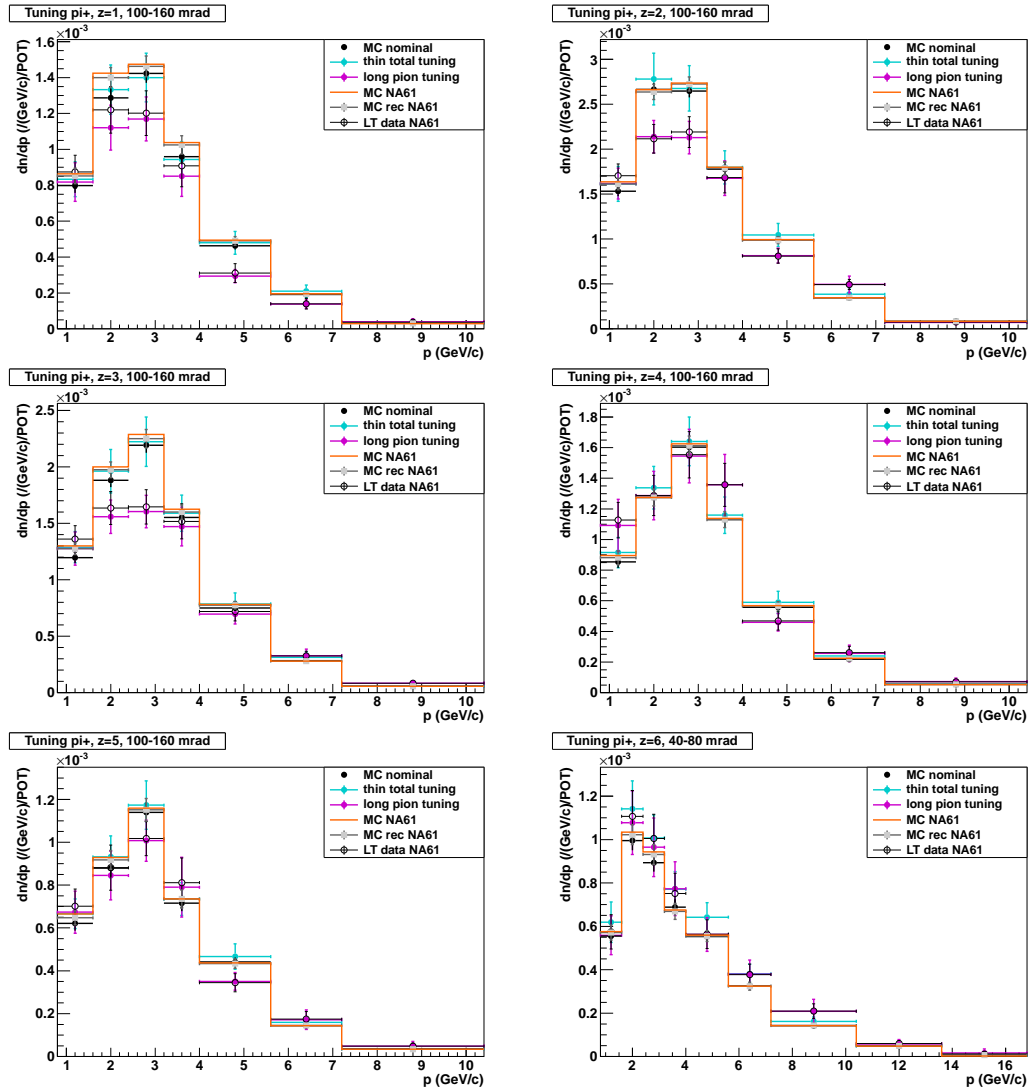 Tuning pi+, z=1, 100-160 mrad
×10⁻³
dn/dp (/(GeV/c)/POT)
1.6
1.4
1.2
1
0.8
0.6
0.4
0.2
0
MC nominal
thin total tuning
long pion tuning
MC NA61
MC rec NA61
LT data NA61
1 2 3 4 5 6 7 8 9 10
p (GeV/c)
Tuning pi+, z=2, 100-160 mrad
×10⁻³
dn/dp (/(GeV/c)/POT)
3
2.5
2
1.5
1
0.5
0
MC nominal
thin total tuning
long pion tuning
MC NA61
MC rec NA61
LT data NA61
1 2 3 4 5 6 7 8 9 10
p (GeV/c)
Tuning pi+, z=3, 100-160 mrad
×10⁻³
dn/dp (/(GeV/c)/POT)
2.5
2
1.5
1
0.5
0
MC nominal
thin total tuning
long pion tuning
MC NA61
MC rec NA61
LT data NA61
1 2 3 4 5 6 7 8 9 10
p (GeV/c)
Tuning pi+, z=4, 100-160 mrad
×10⁻³
dn/dp (/(GeV/c)/POT)
1.8
1.6
1.4
1.2
1
0.8
0.6
0.4
0.2
0
MC nominal
thin total tuning
long pion tuning
MC NA61
MC rec NA61
LT data NA61
1 2 3 4 5 6 7 8 9 10
p (GeV/c)
Tuning pi+, z=5, 100-160 mrad
×10⁻³
dn/dp (/(GeV/c)/POT)
1.2
1
0.8
0.6
0.4
0.2
0
MC nominal
thin total tuning
long pion tuning
MC NA61
MC rec NA61
LT data NA61
1 2 3 4 5 6 7 8 9 10
p (GeV/c)
Tuning pi+, z=6, 40-80 mrad
×10⁻³
dn/dp (/(GeV/c)/POT)
1.2
1
0.8
0.6
0.4
0.2
0
MC nominal
thin total tuning
long pion tuning
MC NA61
MC rec NA61
LT data NA61
2 4 6 8 10 12 14 16
p (GeV/c)